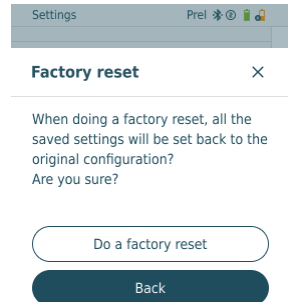 Settings Prel
Factory reset
When doing a factory reset, all the
saved settings will be set back to the
original configuration?
Are you sure?
Do a factory reset
Back